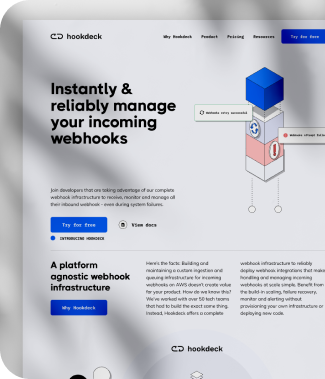 hookdeck
Why Hookdeck Product Pricing Resources Try for free
Instantly &
reliably manage
your incoming
webhooks
Webhooks retry successful
Join developers that are taking advantage of our complete
webhook infrastructure to receive, monitor and manage all
their inbound webhook - even during system failures.
Try for free View docs
INTRODUCING HOOKDECK
A platform
agnostic webhook
infrastructure
Why Hookdeck
Here's the facts: Building and
maintaining a custom ingestion and
queuing infrastructure for incoming
webhooks on AWS doesn't create value
for your product. How do we know this?
We've worked with over 50 tech teams
that had to build the exact same thing.
Instead, Hookdeck offers a complete
webhook infrastructure to reliably
deploy webhook integrations that make
handling and managing incoming
webhooks at scale simple. Benefit from
the build-in scaling, failure recovery,
monitor and alerting without
provisioning your own infrastructure or
deploying new code.
hookdeck